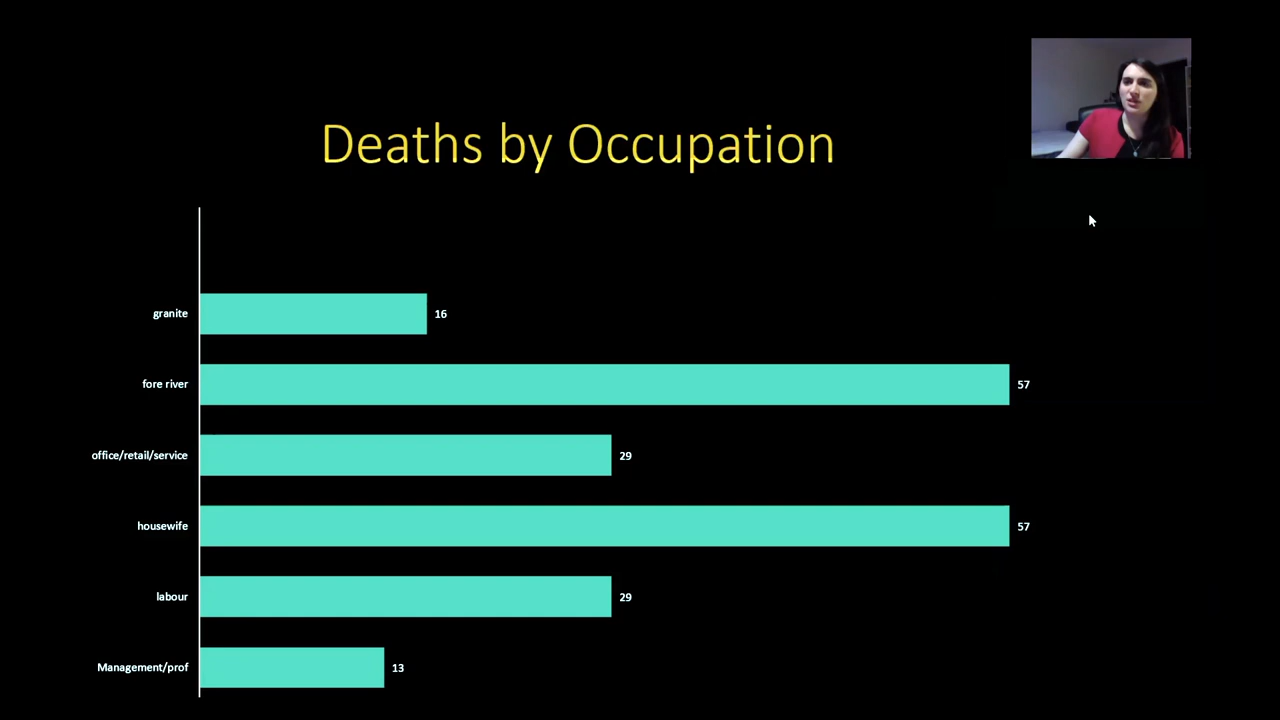 Deaths by Occupation
granite 16
fore river 57
office/retail/service 29
housewife 57
labour 29
Management/prof 13